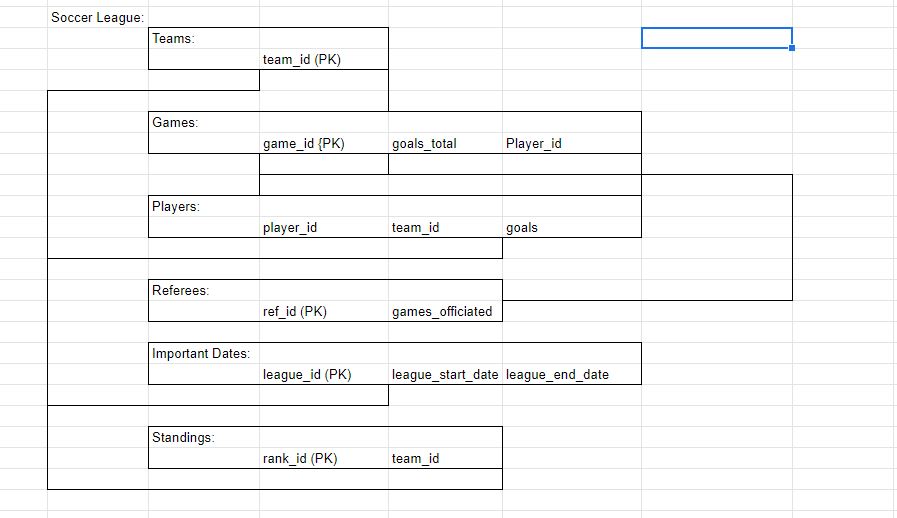 Soccer League:
Teams:
team_id (PK)
Games:
game_id {PK) goals_total Player_id
Players:
player_id team_id goals
Referees:
ref_id (PK) games_officiated
Important Dates:
league_id (PK) league_start_date league_end_date
Standings:
rank_id (PK) team_id